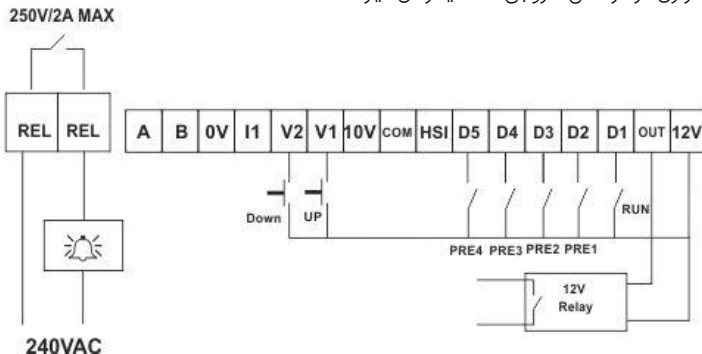 250V/2A MAX
REL REL A B 0V I1 V2 V1 10V COM HSI D5 D4 D3 D2 D1 OUT 12V
Down UP RUN
PRE4 PRE3 PRE2 PRE1
12V
Relay
240VAC